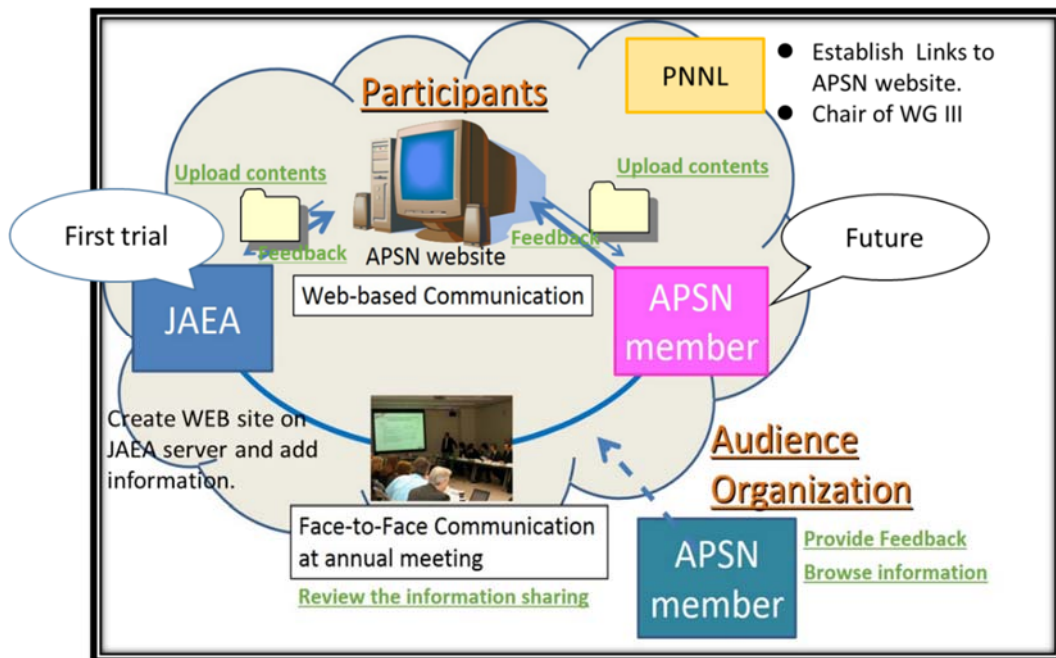 PNNL
● Establish Links to
APSN website.
● Chair of WG III
Participants
Upload contents
Upload contents
First trial
Feedback
APSN website
Feedback
Future
Web-based Communication
JAEA
APSN
member
Create WEB site on
JAEA server and add
information.
Face-to-Face Communication
at annual meeting
Review the information sharing
Audience
Organization
APSN
member
Provide Feedback
Browse information